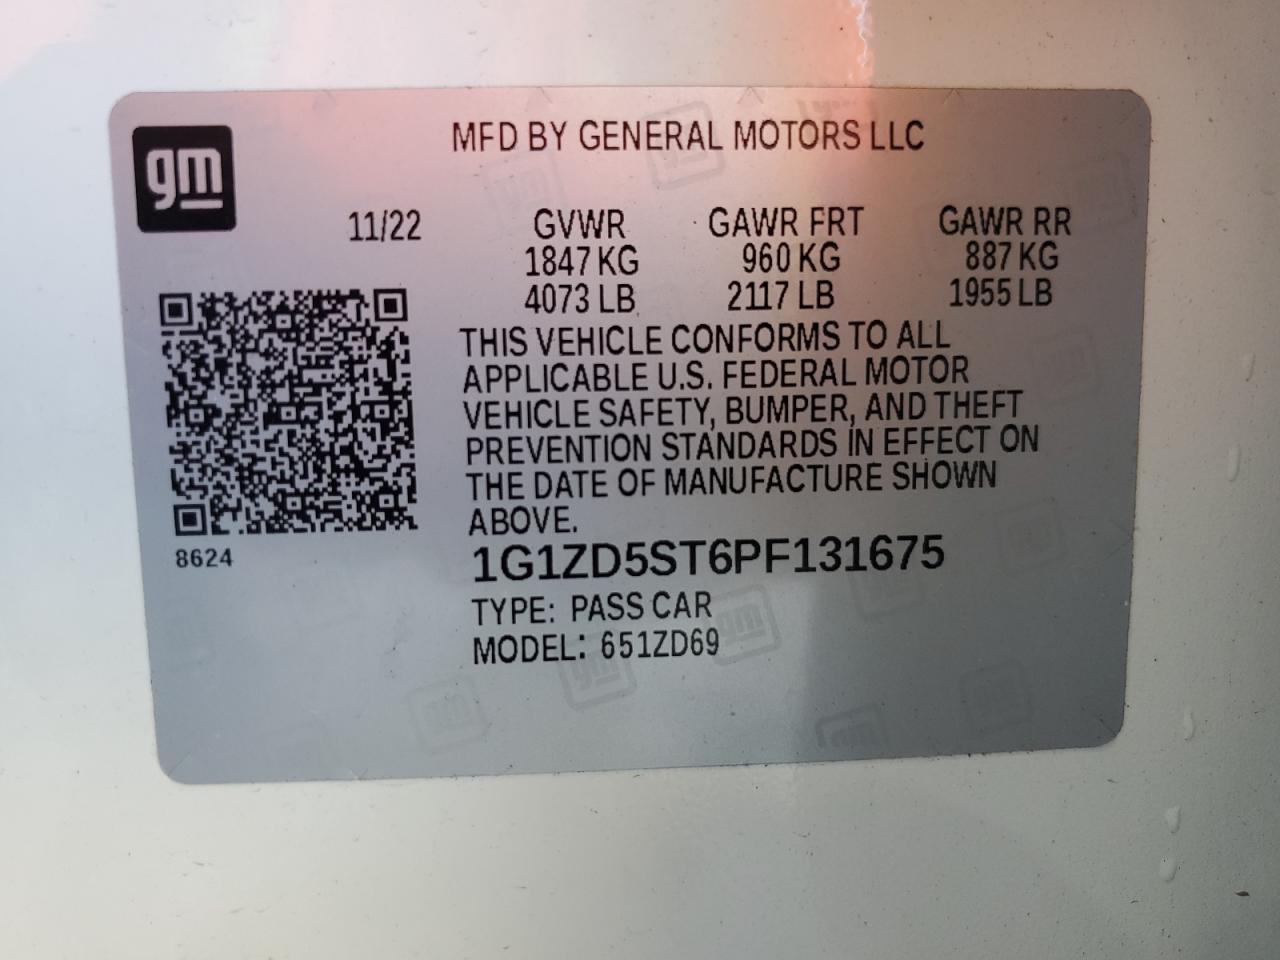 gm
MFD BY GENERAL MOTORS LLC
11/22 GVWR GAWR FRT GAWR RR
1847 KG 960 KG 887 KG
4073 LB 2117 LB 1955 LB
THIS VEHICLE CONFORMS TO ALL
APPLICABLE U.S. FEDERAL MOTOR
VEHICLE SAFETY, BUMPER, AND THEFT
PREVENTION STANDARDS IN EFFECT ON
THE DATE OF MANUFACTURE SHOWN
ABOVE.
8624
1G1ZD5ST6PF131675
TYPE: PASS CAR
MODEL: 651ZD69